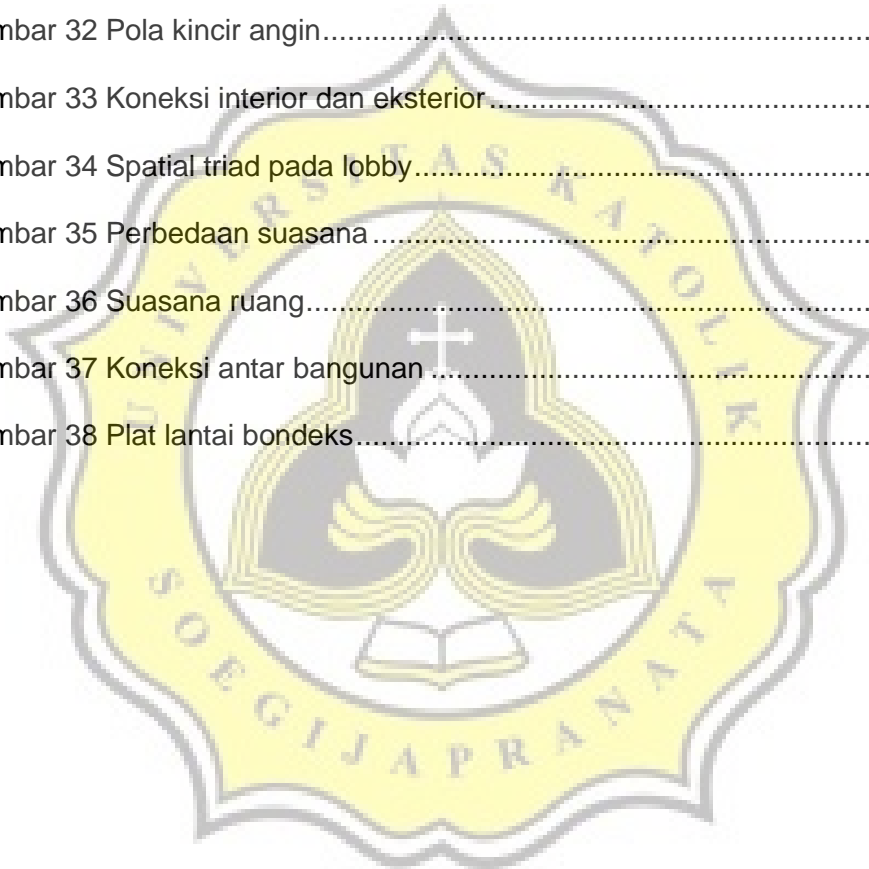 mbar 32 Pola kincir angin................................................................
mbar 33 Koneksi interior dan eksterior................................................
mbar 34 Spatial triad pada lobby..........................................................
mbar 35 Perbedaan suasana...............................................................
mbar 36 Suasana ruang.......................................................................
mbar 37 Koneksi antar bangunan........................................................
mbar 38 Plat lantai bondeks.................................................................
UNIVERSITAS KATOLIK
SOEGIJAPRANATA